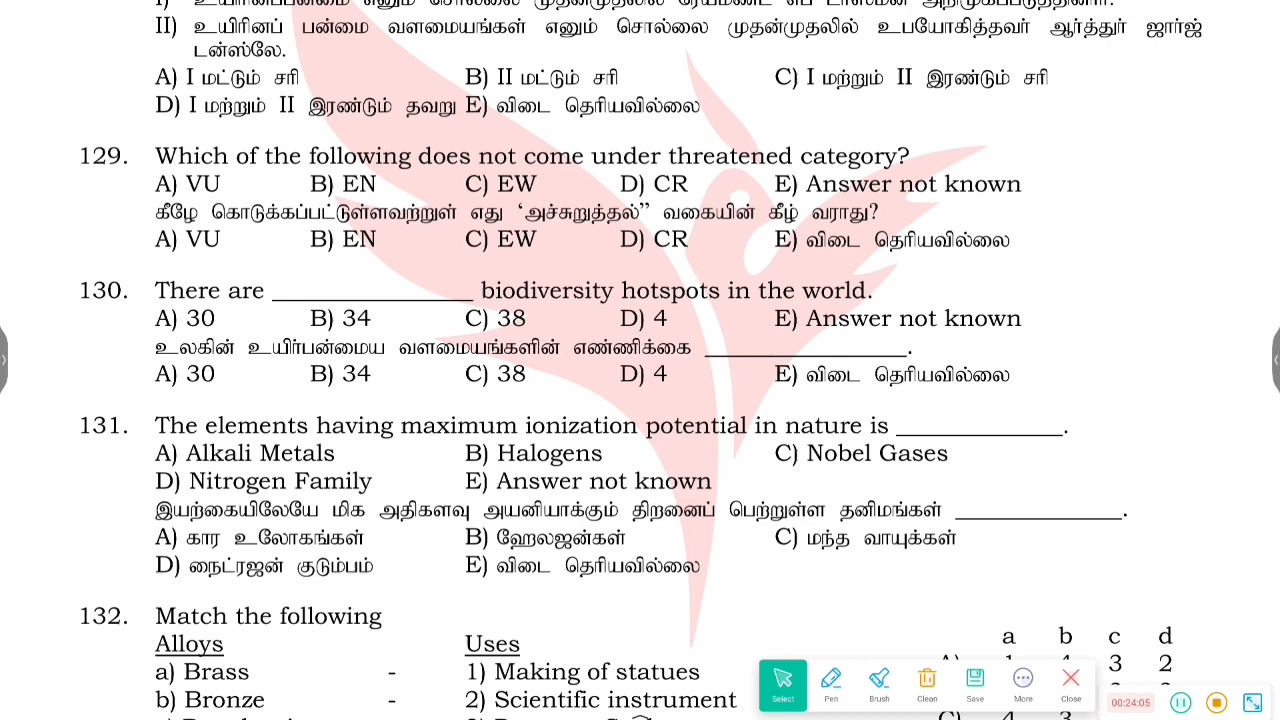 II) உயிரினப் பன்மை வளமையங்கள் எனும் சொல்லை முதன்முதலில் உபயோகித்தவர் ஆர்த்துர் ஜார்ஜ்
டன்ஸ்லே.
A) I மட்டும் சரி B) II மட்டும் சரி C) I மற்றும் II இரண்டும் சரி
D) I மற்றும் II இரண்டும் தவறு E) விடை தெரியவில்லை
129. Which of the following does not come under threatened category?
A) VU B) EN C) EW D) CR E) Answer not known
கீழே கொடுக்கப்பட்டுள்ளவற்றுள் எது ‘அச்சுறுத்தல்” வகையின் கீழ் வராது?
A) VU B) EN C) EW D) CR E) விடை தெரியவில்லை
130. There are ________________ biodiversity hotspots in the world.
A) 30 B) 34 C) 38 D) 4 E) Answer not known
உலகின் உயிர்பன்மைய வளமையங்களின் எண்ணிக்கை ________________.
A) 30 B) 34 C) 38 D) 4 E) விடை தெரியவில்லை
131. The elements having maximum ionization potential in nature is _____________.
A) Alkali Metals B) Halogens C) Nobel Gases
D) Nitrogen Family E) Answer not known
இயற்கையிலேயே மிக அதிகளவு அயனியாக்கும் திறனைப் பெற்றுள்ள தனிமங்கள் _____________.
A) கார உலோகங்கள் B) ஹேலஜன்கள் C) மந்த வாயுக்கள்
D) நைட்ரஜன் குடும்பம் E) விடை தெரியவில்லை
132. Match the following
Alloys Uses a b c d
a) Brass - 1) Making of statues 3 2
b) Bronze - 2) Scientific instrument
Select Pen Brush Clean Save More Close
00:24:05